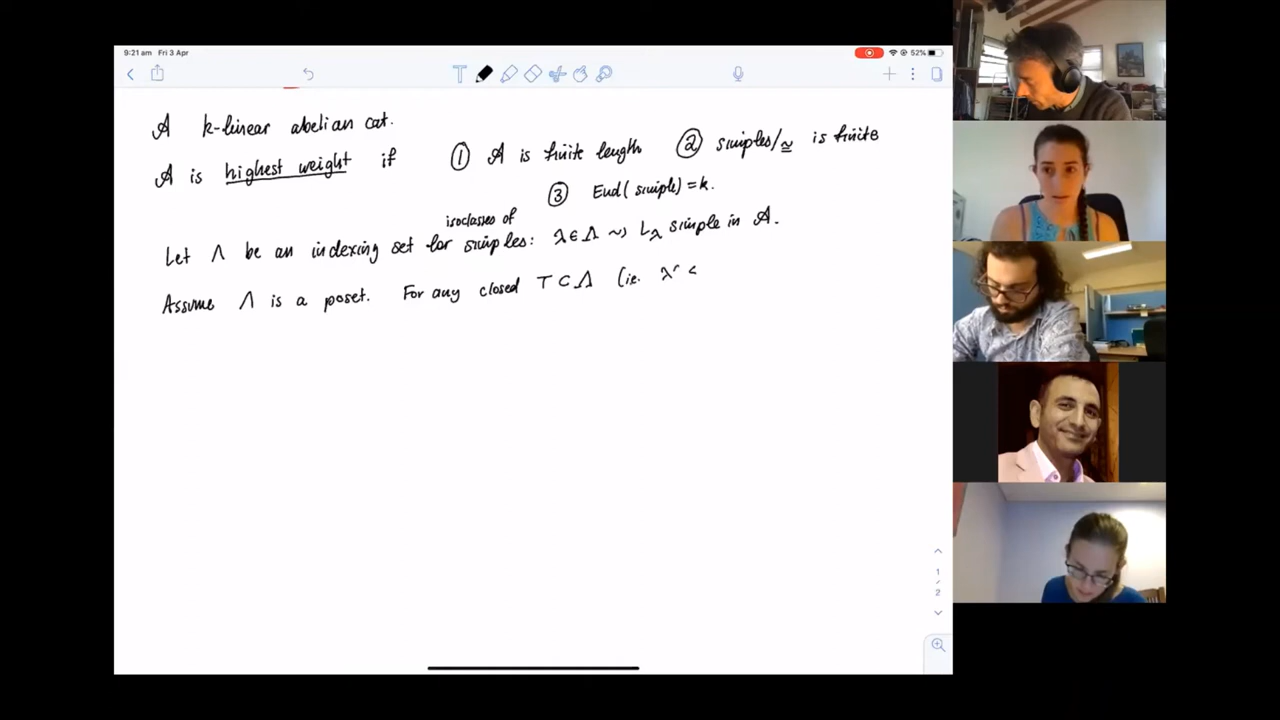 9:21 am Fri 3 Apr
52%
T
𝒜 k-linear abelian cat.
𝒜 is highest weight if ① 𝒜 is finite length ② simples/≅ is finite
③ End(simple) = k.
isoclasses of
Let Λ be an indexing set for simples: λ ∈ Λ ⇝ L_λ simple in 𝒜.
Assume Λ is a poset. For any closed T ⊂ Λ (ie. λ' <
1
/
2